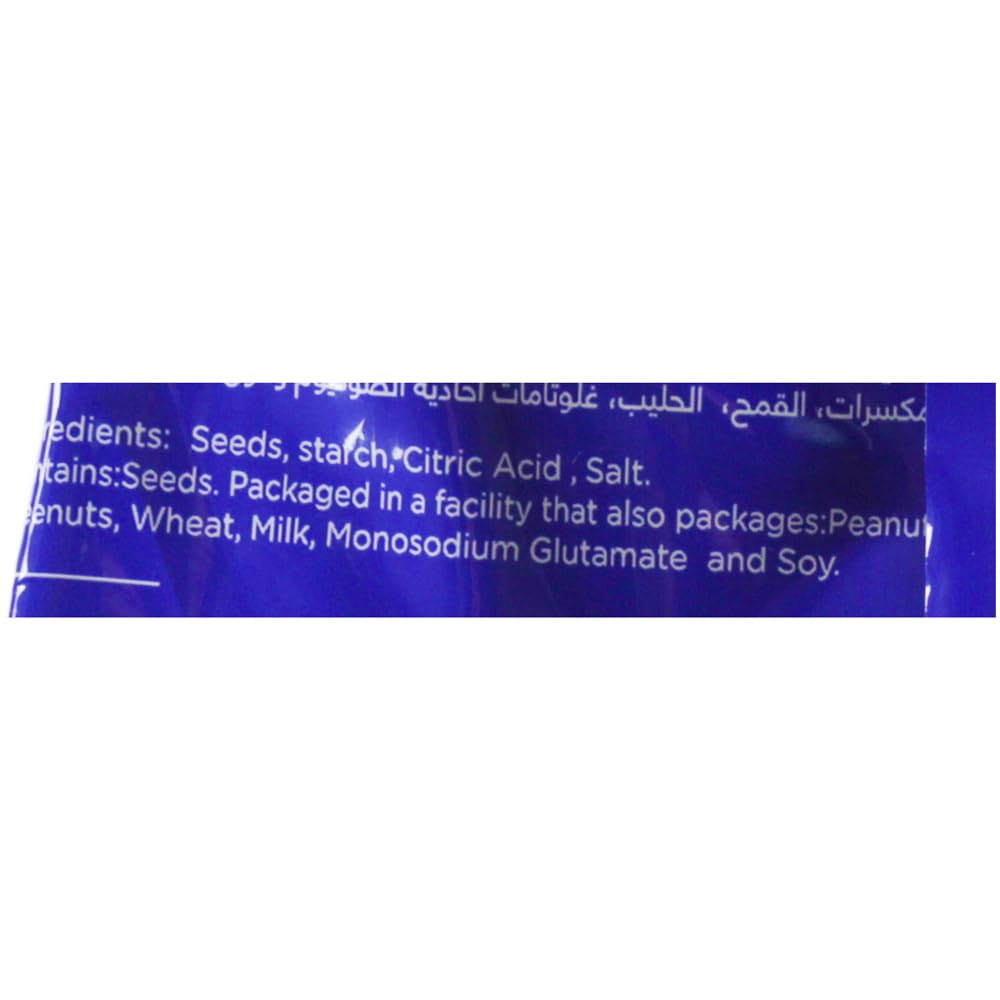 مكسرات، القمح، الحليب، غلوتامات أحادية الصوديوم
edients: Seeds, starch, Citric Acid , Salt.
tains:Seeds. Packaged in a facility that also packages:Peanut
enuts, Wheat, Milk, Monosodium Glutamate and Soy.